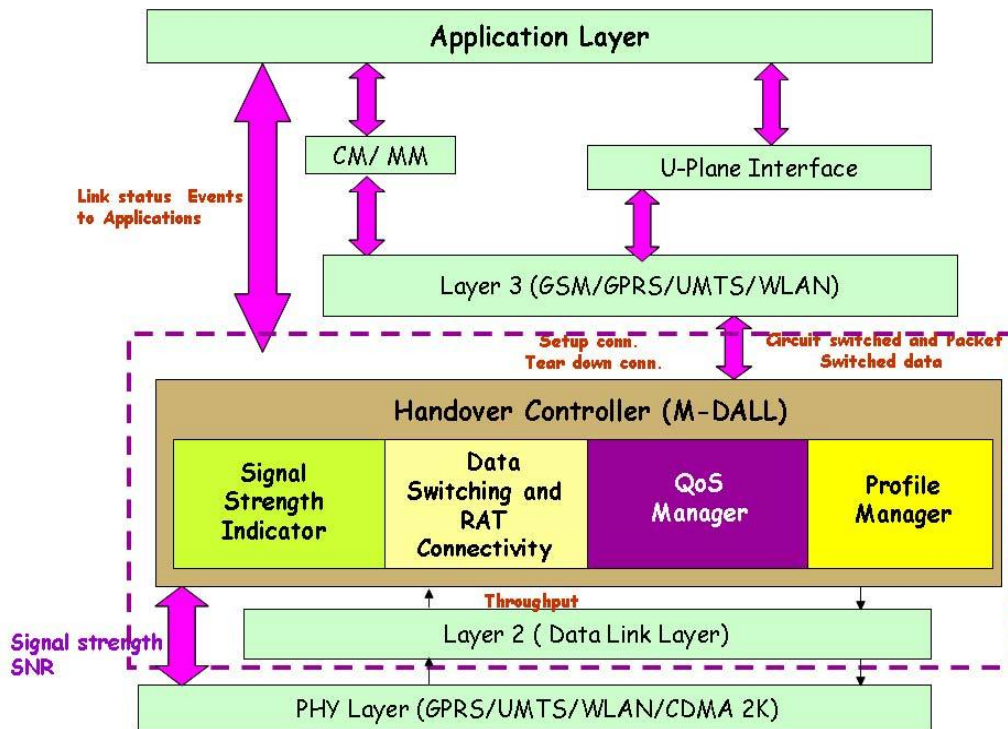 Application Layer
CM/ MM
U-Plane Interface
Link status Events
to Applications
Layer 3 (GSM/GPRS/UMTS/WLAN)
Setup conn.
Tear down conn.
Circuit switched and Packet
Switched data
Handover Controller (M-DALL)
Signal
Strength
Indicator
Data
Switching and
RAT
Connectivity
QoS
Manager
Profile
Manager
Throughput
Signal strength
SNR
Layer 2 ( Data Link Layer)
PHY Layer (GPRS/UMTS/WLAN/CDMA 2K)